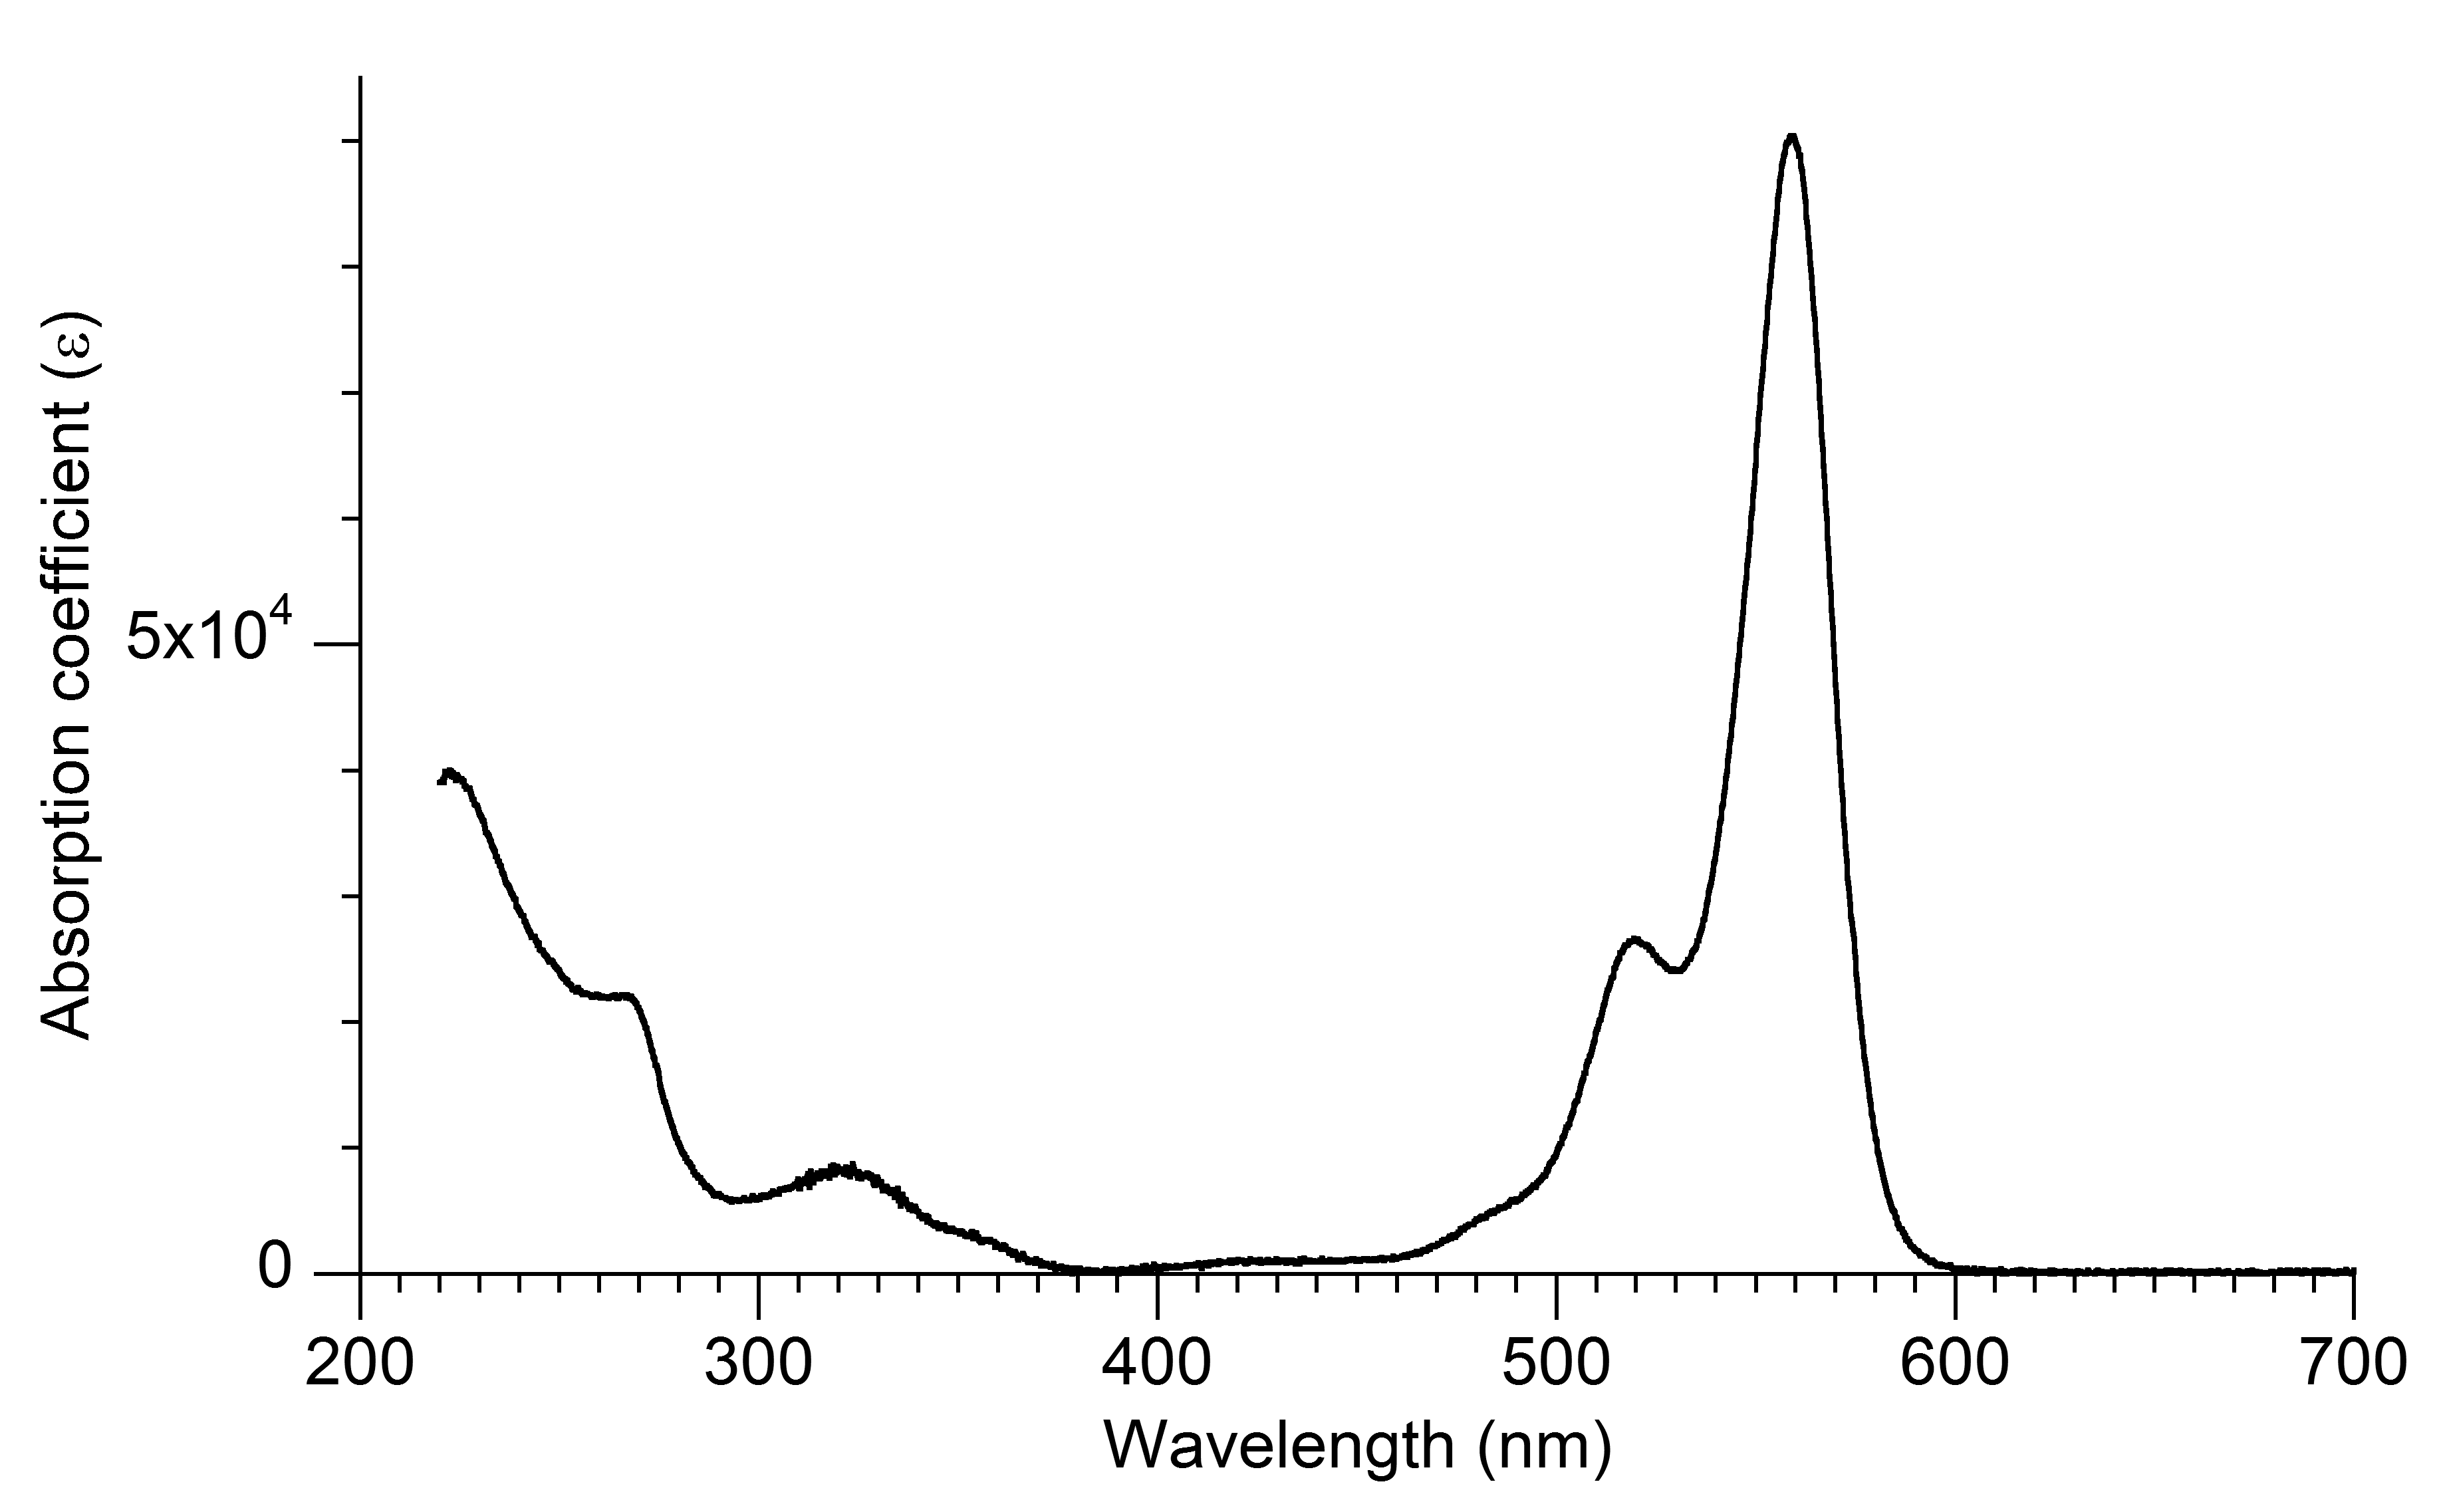 Absorption coefficient (ε)
5x10⁴
0
200 300 400 500 600 700
Wavelength (nm)